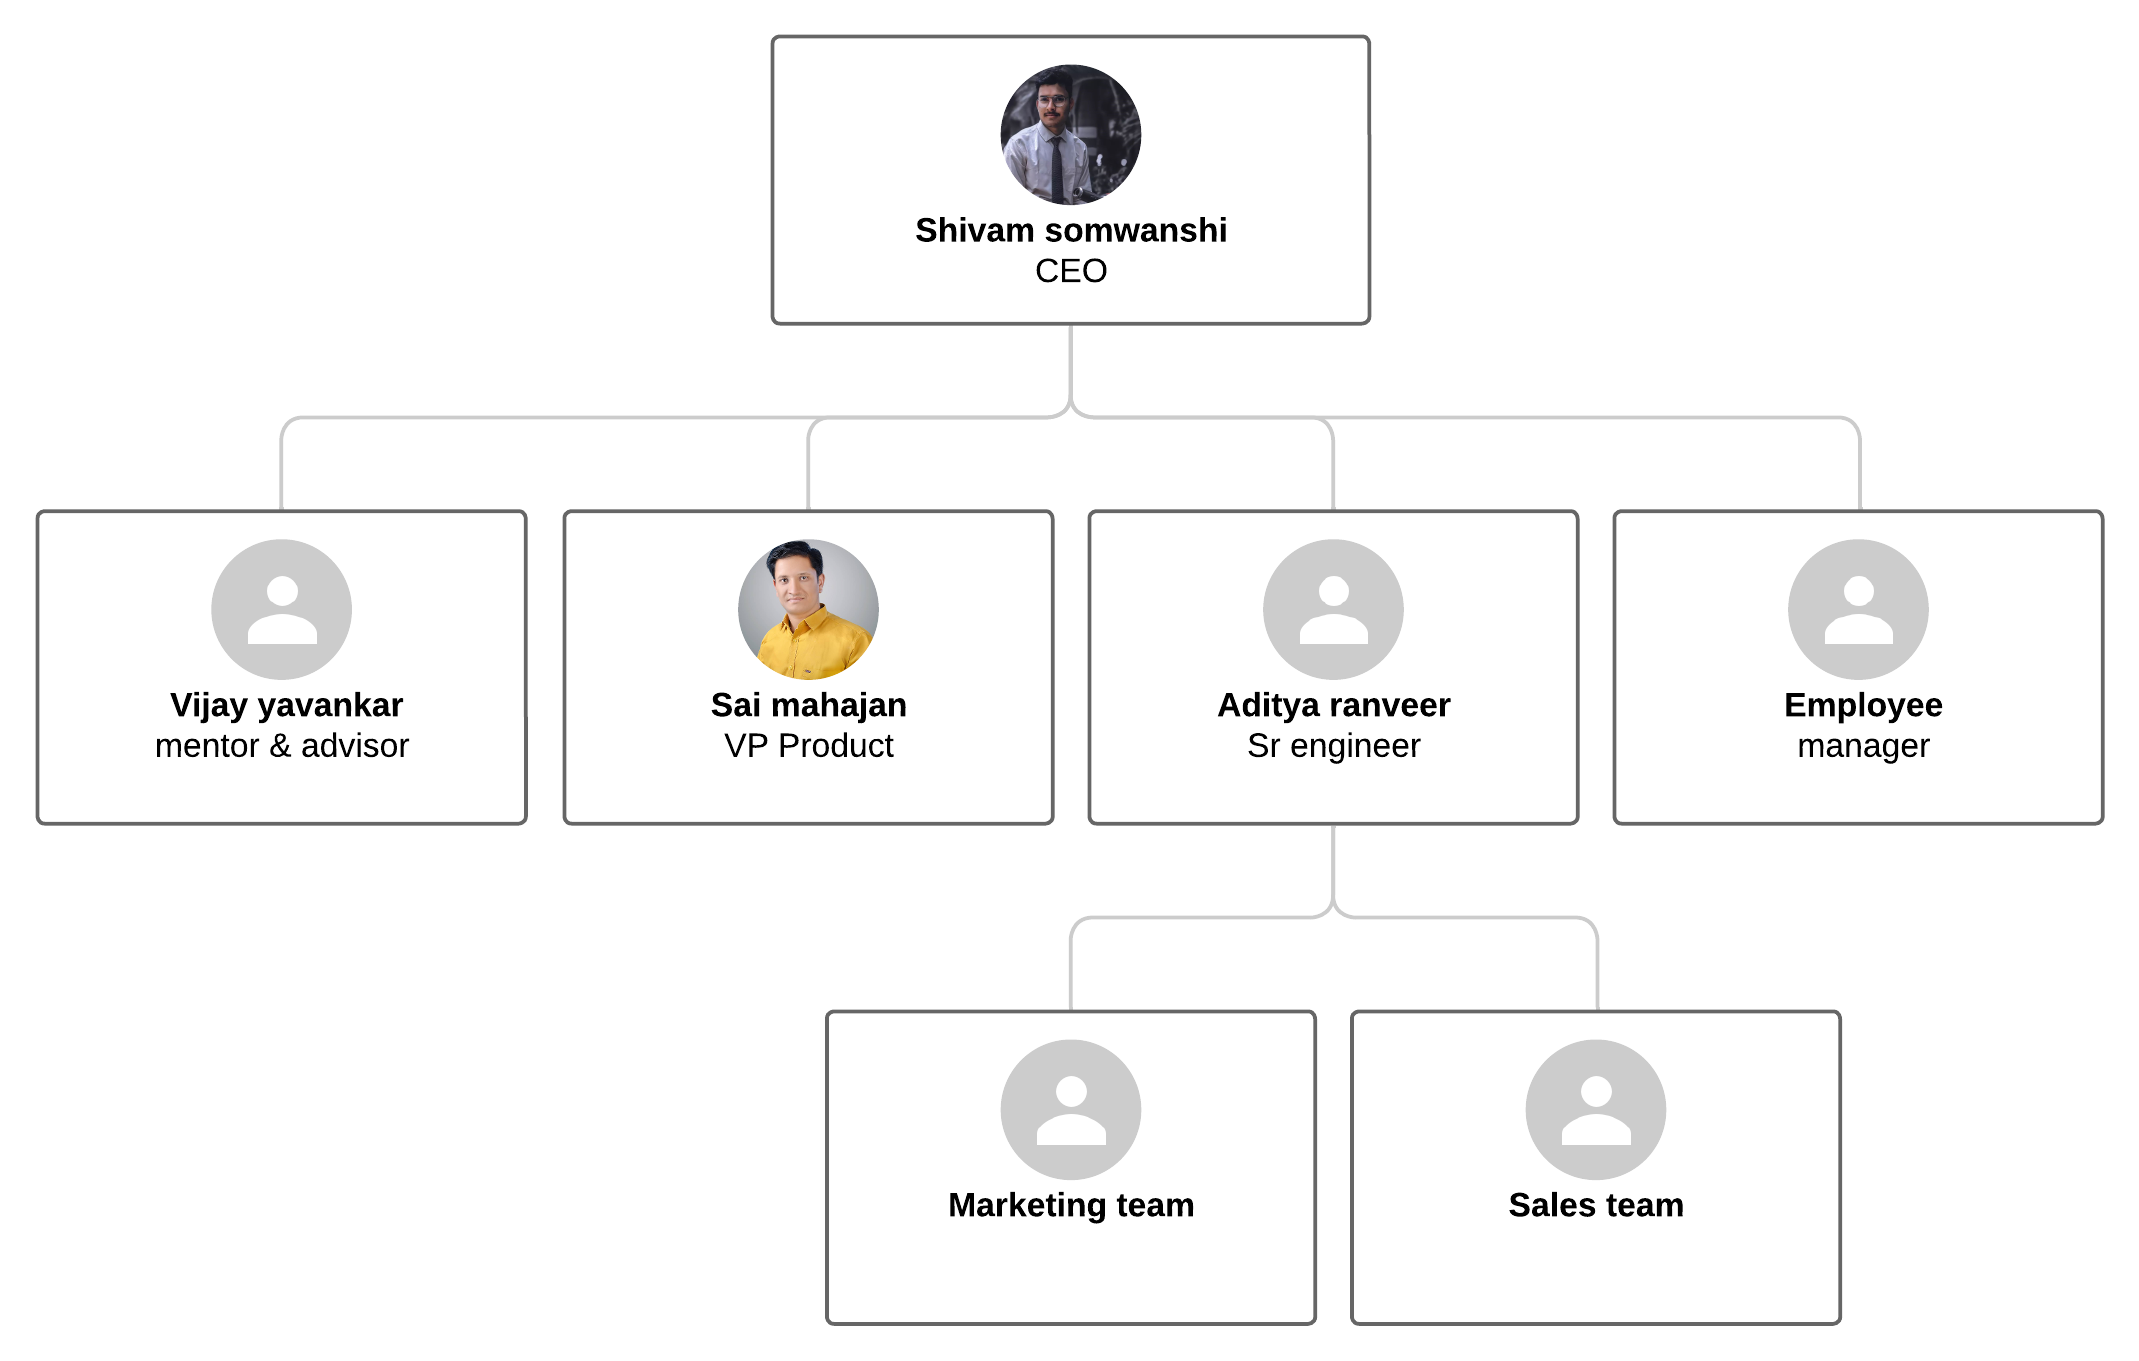 Shivam somwanshi
CEO
Vijay yavankar
mentor & advisor
Sai mahajan
VP Product
Aditya ranveer
Sr engineer
Employee
manager
Marketing team
Sales team